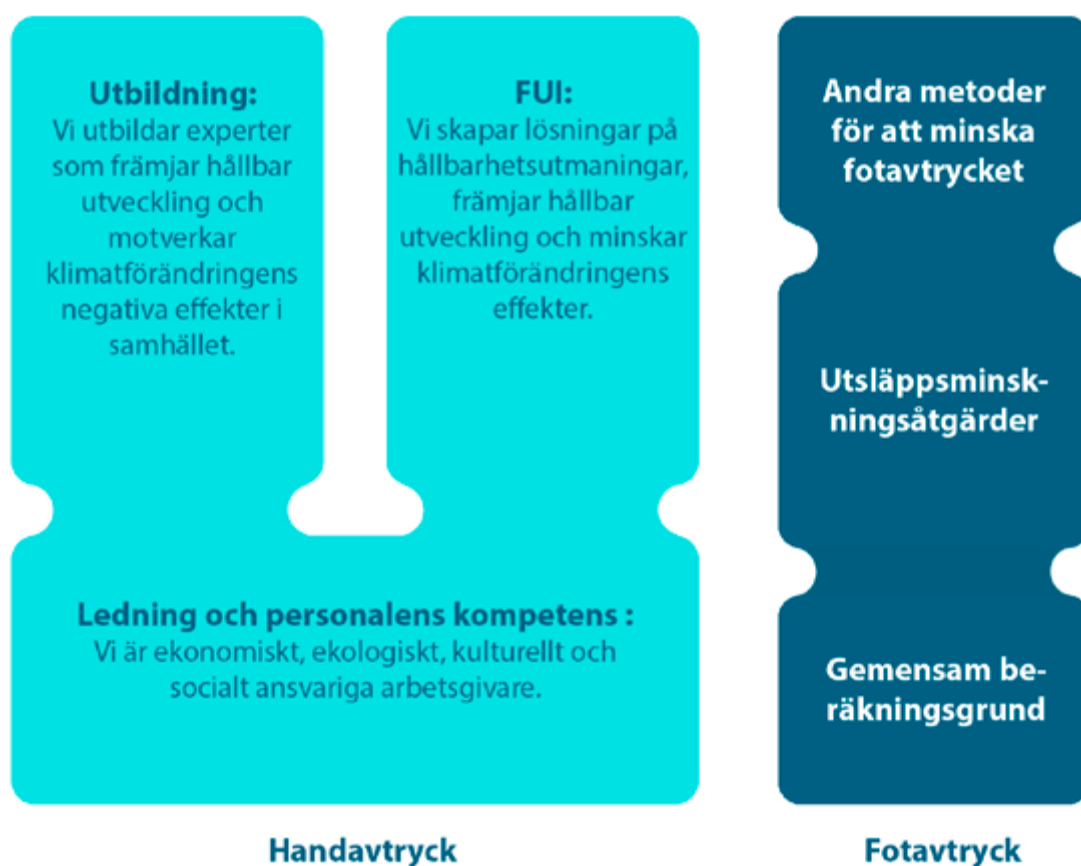 Utbildning:
Vi utbildar experter
som främjar hållbar
utveckling och
motverkar
klimatförändringens
negativa effekter i
samhället.
FUI:
Vi skapar lösningar på
hållbarhetsutmaningar,
främjar hållbar
utveckling och minskar
klimatförändringens
effekter.
Ledning och personalens kompetens :
Vi är ekonomiskt, ekologiskt, kulturellt och
socialt ansvariga arbetsgivare.
Handavtryck
Andra metoder
för att minska
fotavtrycket
Utsläppsminsk-
ningsåtgärder
Gemensam be-
räkningsgrund
Fotavtryck